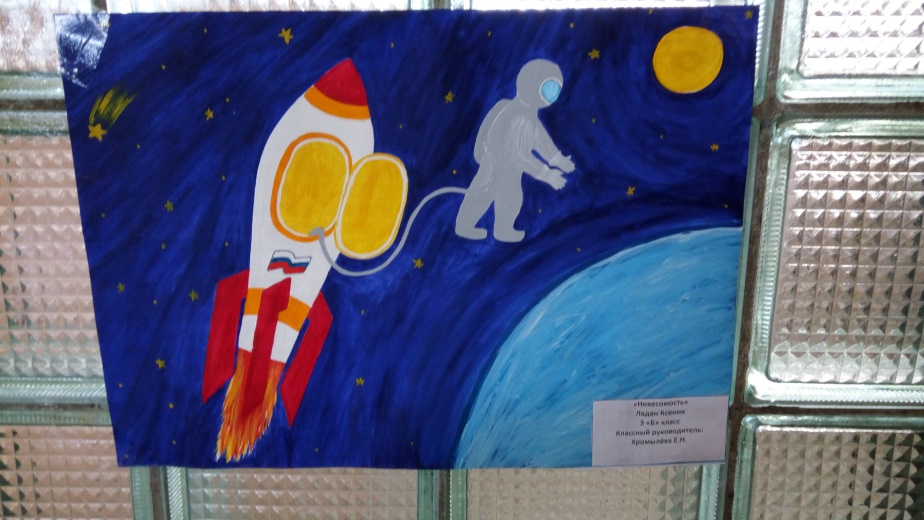 «Невесомость»
Ладан Ксения
3 «Б» класс
Классный руководитель:
Хромылёва Е.Н.